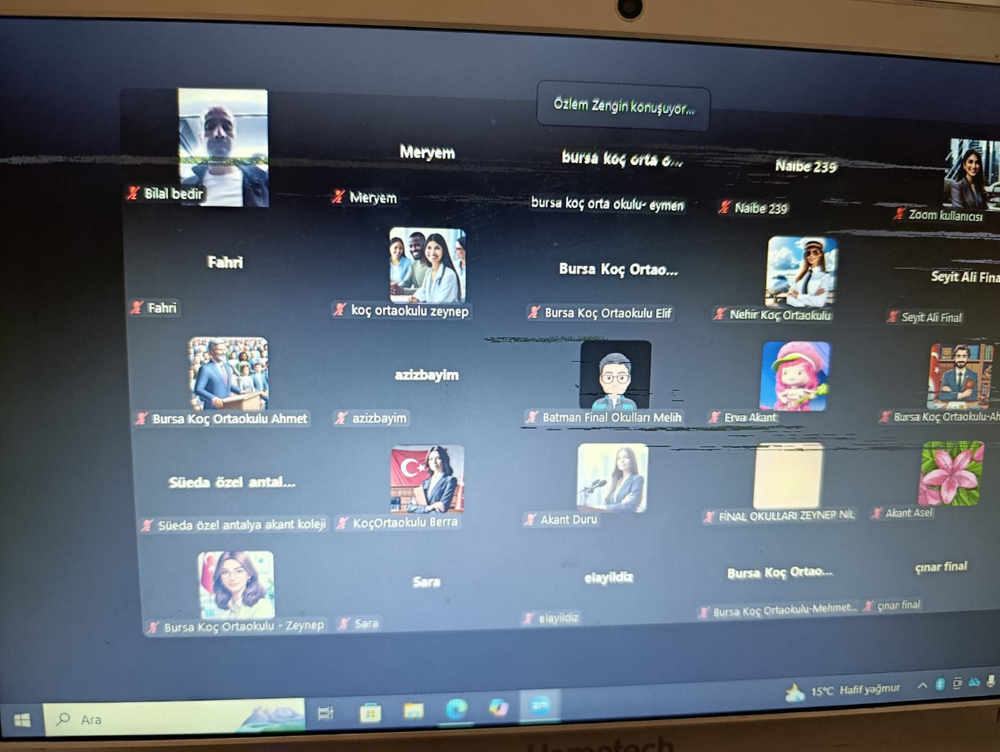 Özlem Zengin konuşuyor...
Bilal bedir
Meryem
Meryem
bursa koç orta o...
bursa koç orta okulu- eymen
Naibe 239
Naibe 239
Zoom kullanıcısı
Fahri
Fahri
koç ortaokulu zeynep
Bursa Koç Ortao...
Bursa Koç Ortaokulu Elif
Nehir Koç Ortaokulu
Seyit Ali Fina
Seyit Ali Final
Bursa Koç Ortaokulu Ahmet
azizbayim
azizbayim
Batman Final Okulları Melih
Erva Akant
Bursa Koç Ortaokulu-Ah
Süeda özel antal...
Süeda özel antalya akant koleji
KoçOrtaokulu Berra
Akant Duru
FİNAL OKULLARI ZEYNEP NİL
Akant Asel
Bursa Koç Ortaokulu - Zeynep
Sara
Sara
elayildiz
elayildiz
Bursa Koç Ortao...
Bursa Koç Ortaokulu-Mehmet...
çınar final
çınar final
Ara
zm
15°C Hafif yağmur
Hometech